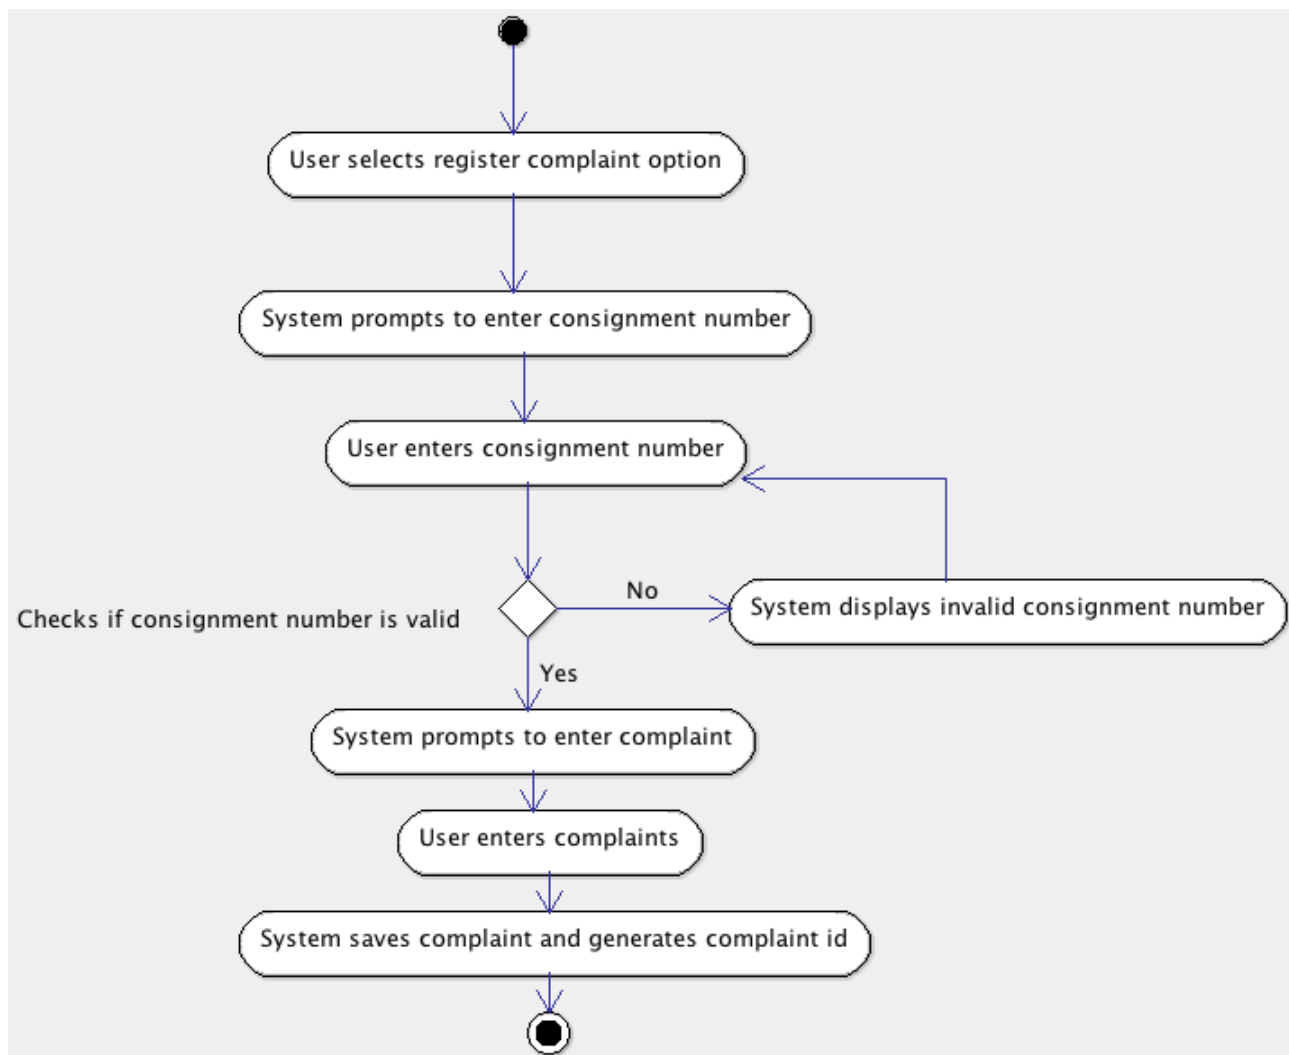 User selects register complaint option
System prompts to enter consignment number
User enters consignment number
No
System displays invalid consignment number
Checks if consignment number is valid
Yes
System prompts to enter complaint
User enters complaints
System saves complaint and generates complaint id